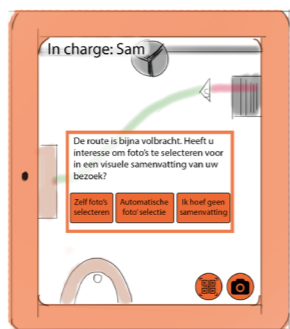 In charge: Sam
De route is bijna volbracht. Heeft u
interesse om foto's te selecteren voor
in een visuele samenvatting van uw
bezoek?
Zelf foto's
selecteren
Automatische
foto' selectie
Ik hoef geen
samenvatting